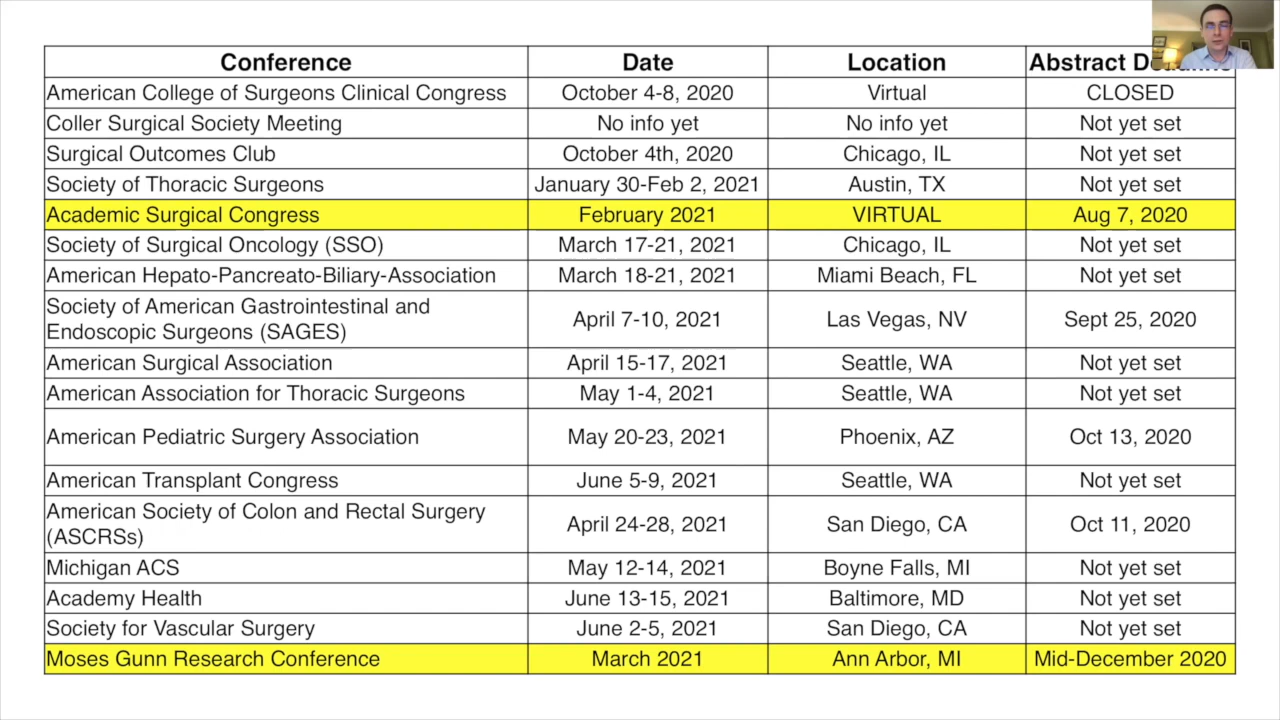 Conference Date Location Abstract
American College of Surgeons Clinical Congress October 4-8, 2020 Virtual CLOSED
Coller Surgical Society Meeting No info yet No info yet Not yet set
Surgical Outcomes Club October 4th, 2020 Chicago, IL Not yet set
Society of Thoracic Surgeons January 30-Feb 2, 2021 Austin, TX Not yet set
Academic Surgical Congress February 2021 VIRTUAL Aug 7, 2020
Society of Surgical Oncology (SSO) March 17-21, 2021 Chicago, IL Not yet set
American Hepato-Pancreato-Biliary-Association March 18-21, 2021 Miami Beach, FL Not yet set
Society of American Gastrointestinal and
Endoscopic Surgeons (SAGES) April 7-10, 2021 Las Vegas, NV Sept 25, 2020
American Surgical Association April 15-17, 2021 Seattle, WA Not yet set
American Association for Thoracic Surgeons May 1-4, 2021 Seattle, WA Not yet set
American Pediatric Surgery Association May 20-23, 2021 Phoenix, AZ Oct 13, 2020
American Transplant Congress June 5-9, 2021 Seattle, WA Not yet set
American Society of Colon and Rectal Surgery
(ASCRSs) April 24-28, 2021 San Diego, CA Oct 11, 2020
Michigan ACS May 12-14, 2021 Boyne Falls, MI Not yet set
Academy Health June 13-15, 2021 Baltimore, MD Not yet set
Society for Vascular Surgery June 2-5, 2021 San Diego, CA Not yet set
Moses Gunn Research Conference March 2021 Ann Arbor, MI Mid-December 2020